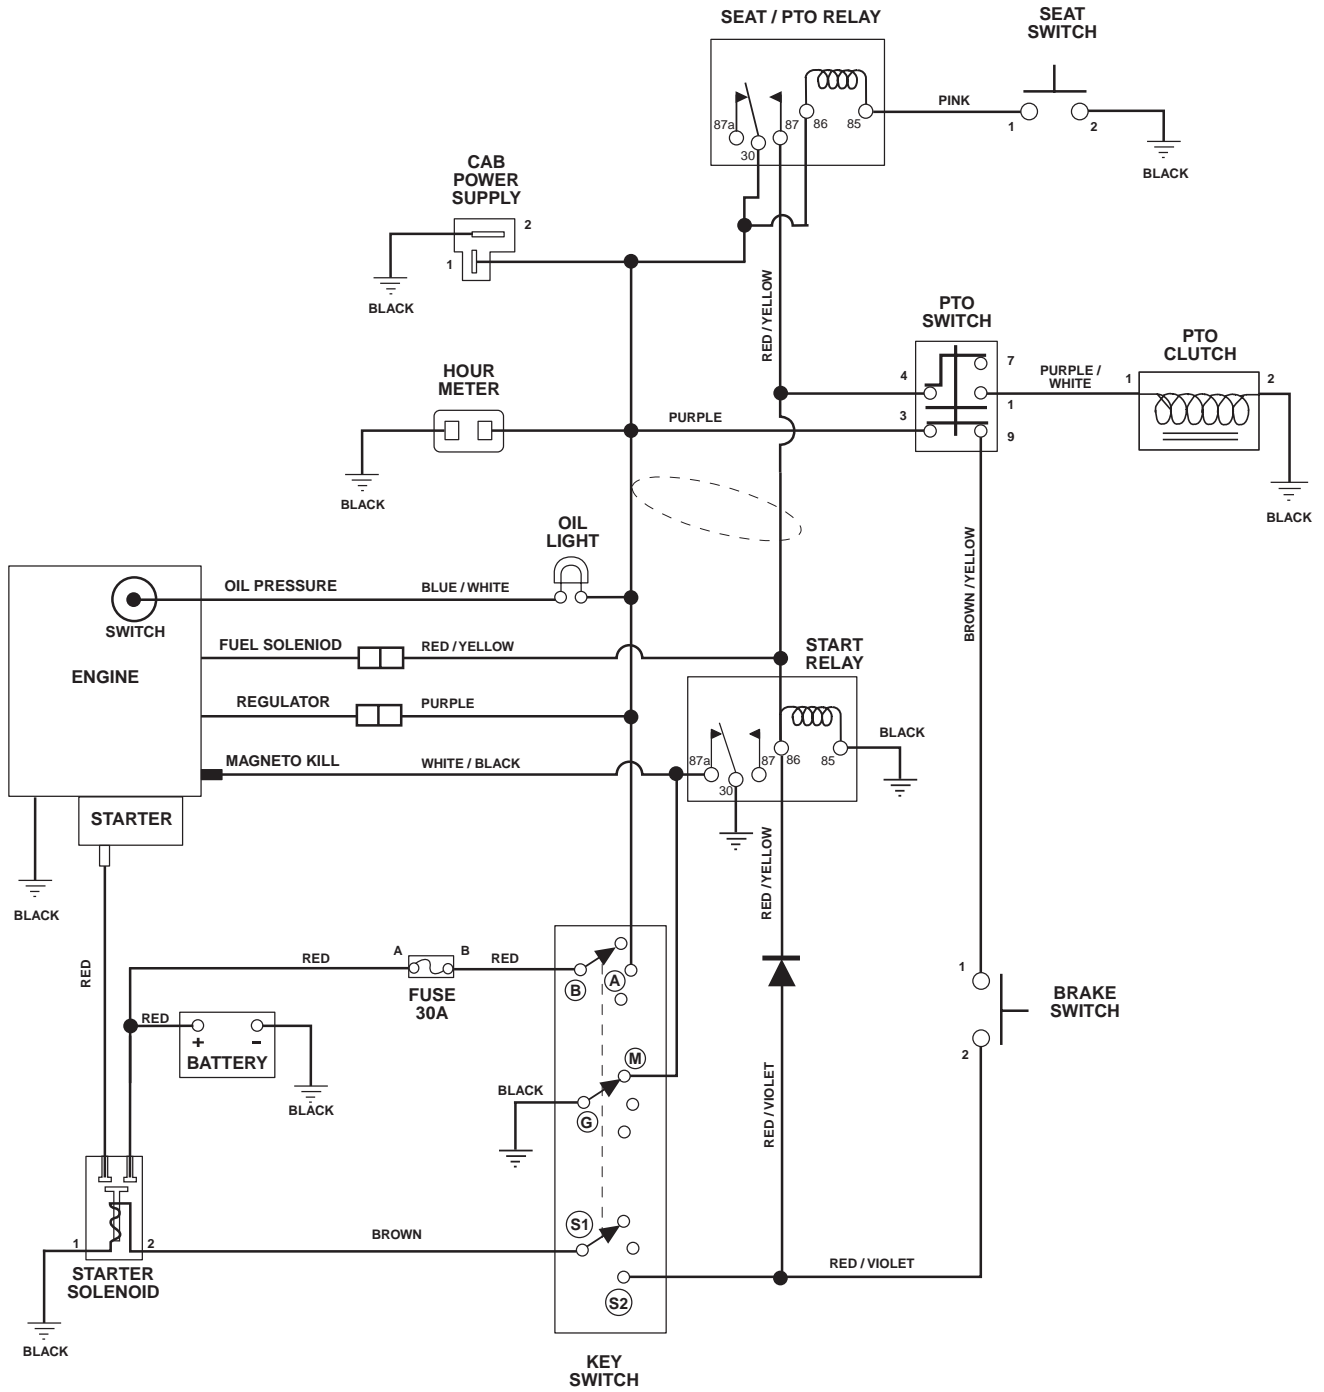 SEAT / PTO RELAY
SEAT
SWITCH
87a
30
87
86
85
PINK
1
2
BLACK
CAB
POWER
SUPPLY
2
1
BLACK
RED / YELLOW
PTO
SWITCH
4
7
3
1
9
PURPLE /
WHITE
PTO
CLUTCH
1
2
BLACK
HOUR
METER
PURPLE
BLACK
OIL
LIGHT
OIL PRESSURE
BLUE / WHITE
SWITCH
FUEL SOLENIOD
RED / YELLOW
ENGINE
REGULATOR
PURPLE
MAGNETO KILL
WHITE / BLACK
START
RELAY
87a
30
87
86
85
BLACK
BROWN / YELLOW
STARTER
BLACK
RED
RED / YELLOW
RED
A
B
RED
FUSE
30A
B
A
RED
+
-
BATTERY
BLACK
1
2
BRAKE
SWITCH
M
BLACK
G
RED / VIOLET
S1
BROWN
1
2
STARTER
SOLENOID
BLACK
RED / VIOLET
S2
KEY
SWITCH